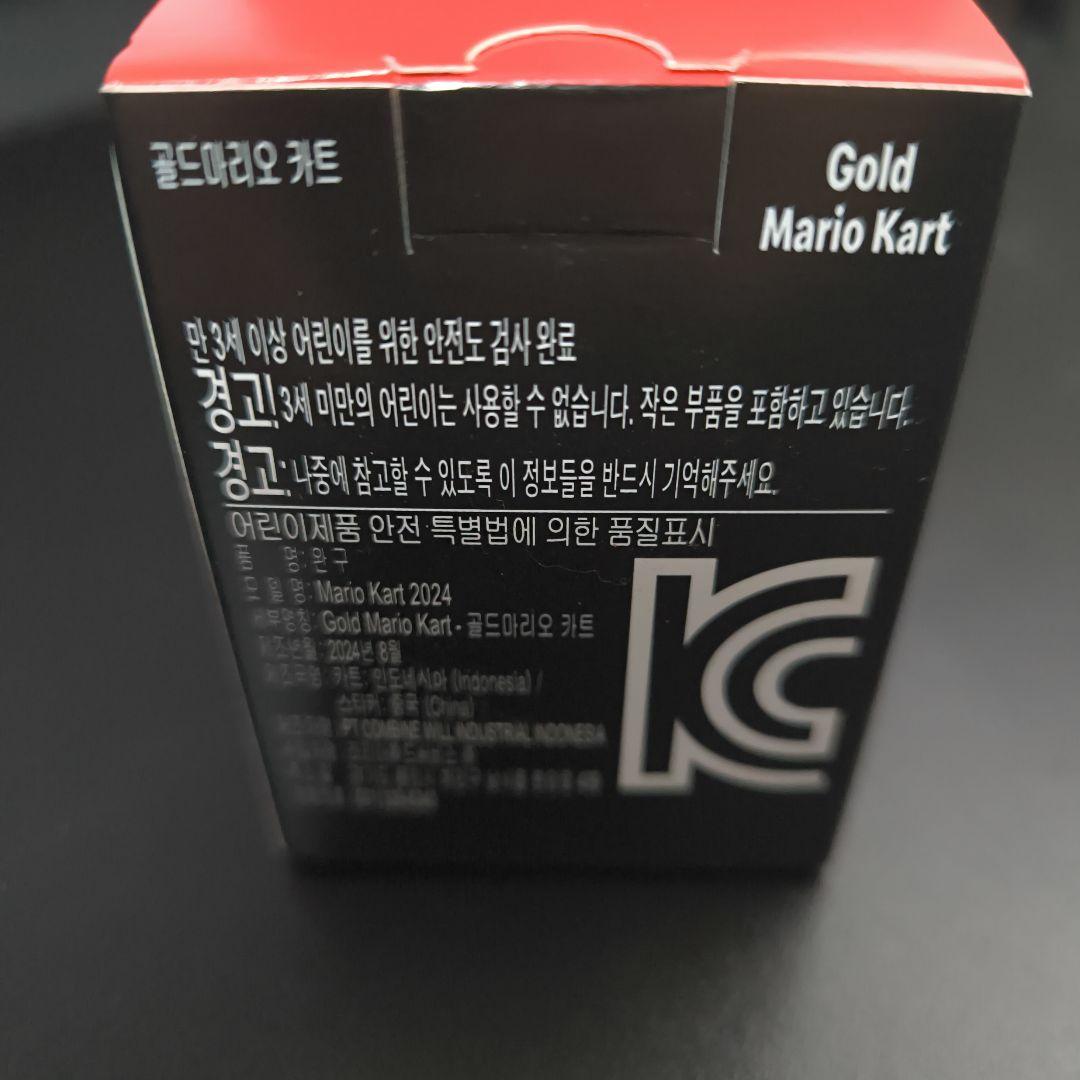 골드마리오 카트
Gold
Mario Kart
만 3세 이상 어린이를 위한 안전도 검사 완료
경고! 3세 미만의 어린이는 사용할 수 없습니다. 작은 부품을 포함하고 있습니다.
경고: 나중에 참고할 수 있도록 이 정보들을 반드시 기억해주세요.
어린이제품 안전 특별법에 의한 품질표시
품 명: 완구
모 델 명: Mario Kart 2024
세부명칭: Gold Mario Kart - 골드마리오 카트
제조년월: 2024년 8월
카트: 인도네시아 (Indonesia) /
스티커: 중국 (China)
PT COMBINE WILL INDUSTRIAL INDONESIA
KC